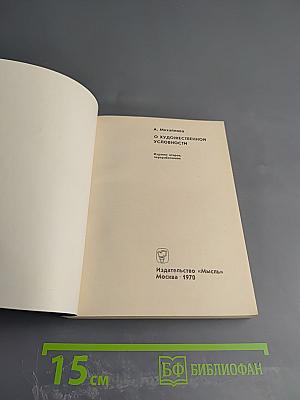 А. Михайлова
О ХУДОЖЕСТВЕННОЙ
УСЛОВНОСТИ
Издание второе,
переработанное
Издательство «Мысль»
Москва · 1970
15 см
БФ БИБЛИОФАН